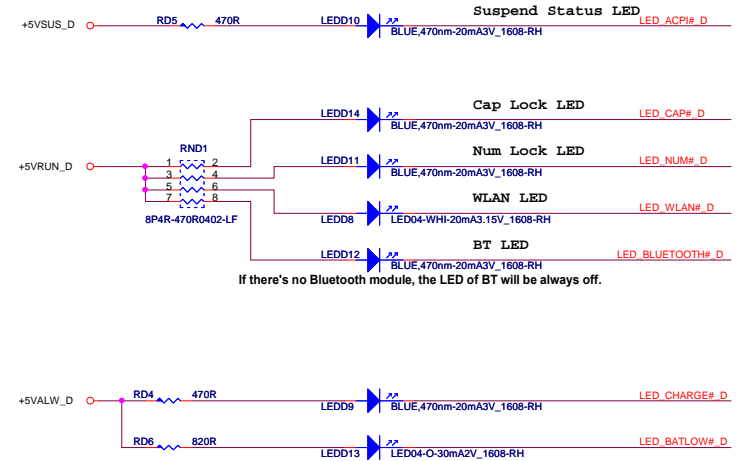 Suspend Status LED
+5VSUS_D RD5 470R LEDD10 LED_ACPI#_D
BLUE,470nm-20mA3V_1608-RH
Cap Lock LED
LEDD14 LED_CAP#_D
BLUE,470nm-20mA3V_1608-RH
RND1
Num Lock LED
+5VRUN_D 1 2 LEDD11 LED_NUM#_D
3 4 BLUE,470nm-20mA3V_1608-RH
5 6
7 8
WLAN LED
8P4R-470R0402-LF LEDD8 LED_WLAN#_D
LED04-WHI-20mA3.15V_1608-RH
BT LED
LEDD12 LED_BLUETOOTH#_D
BLUE,470nm-20mA3V_1608-RH
If there's no Bluetooth module, the LED of BT will be always off.
+5VALW_D RD4 470R LEDD9 LED_CHARGE#_D
BLUE,470nm-20mA3V_1608-RH
RD6 820R LEDD13 LED_BATLOW#_D
LED04-O-30mA2V_1608-RH